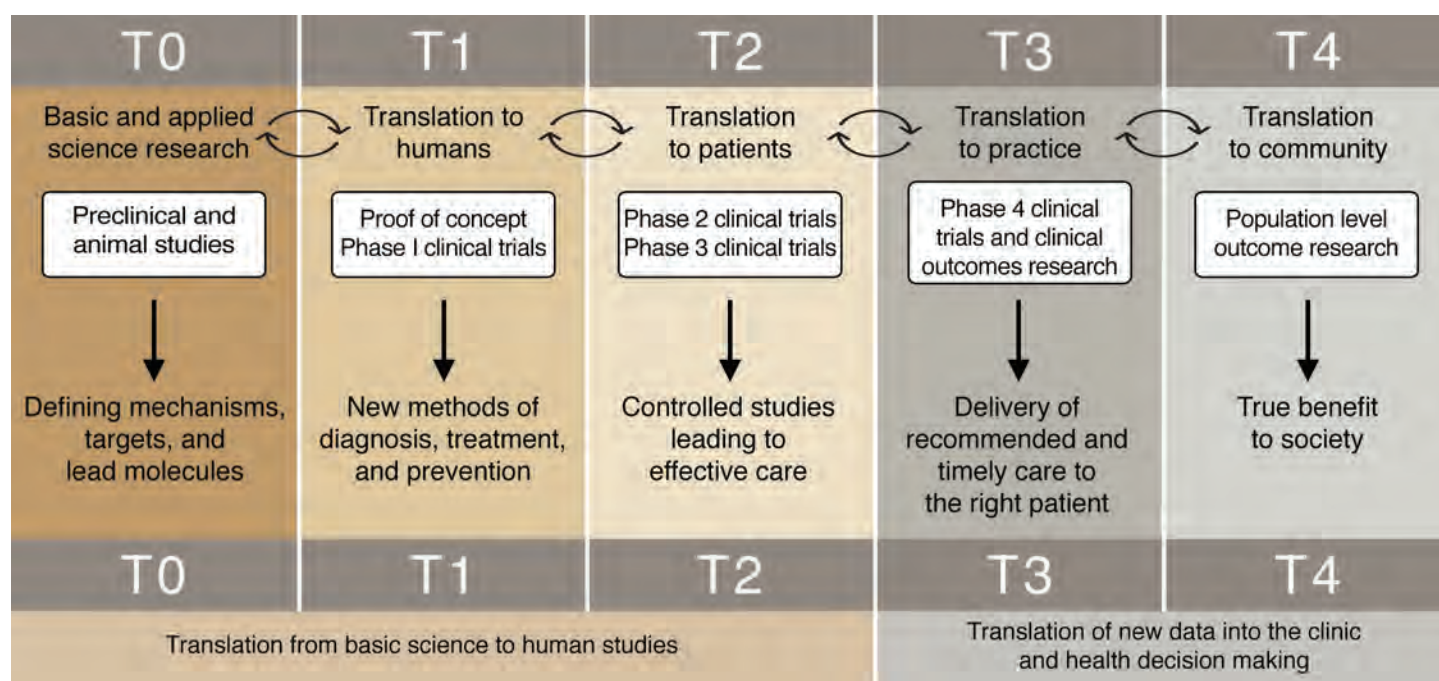 T0
T1
T2
T3
T4
Basic and applied
science research
Translation to
humans
Translation
to patients
Translation
to practice
Translation
to community
Preclinical and
animal studies
Proof of concept
Phase I clinical trials
Phase 2 clinical trials
Phase 3 clinical trials
Phase 4 clinical
trials and clinical
outcomes research
Population level
outcome research
Defining mechanisms,
targets, and
lead molecules
New methods of
diagnosis, treatment,
and prevention
Controlled studies
leading to
effective care
Delivery of
recommended and
timely care to
the right patient
True benefit
to society
T0
T1
T2
T3
T4
Translation from basic science to human studies
Translation of new data into the clinic
and health decision making